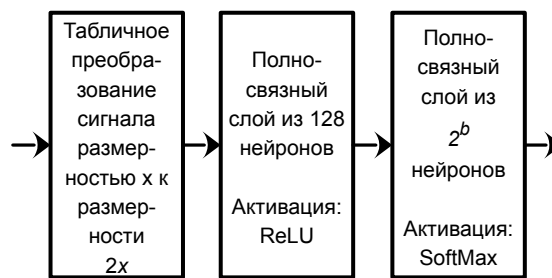 Табличное
преобра-
зование
сигнала
размер-
ностью x к
размер-
ности
2x
Полно-
связный
слой из 128
нейронов
Активация:
ReLU
Полно-
связный
слой из
2^b
нейронов
Активация:
SoftMax